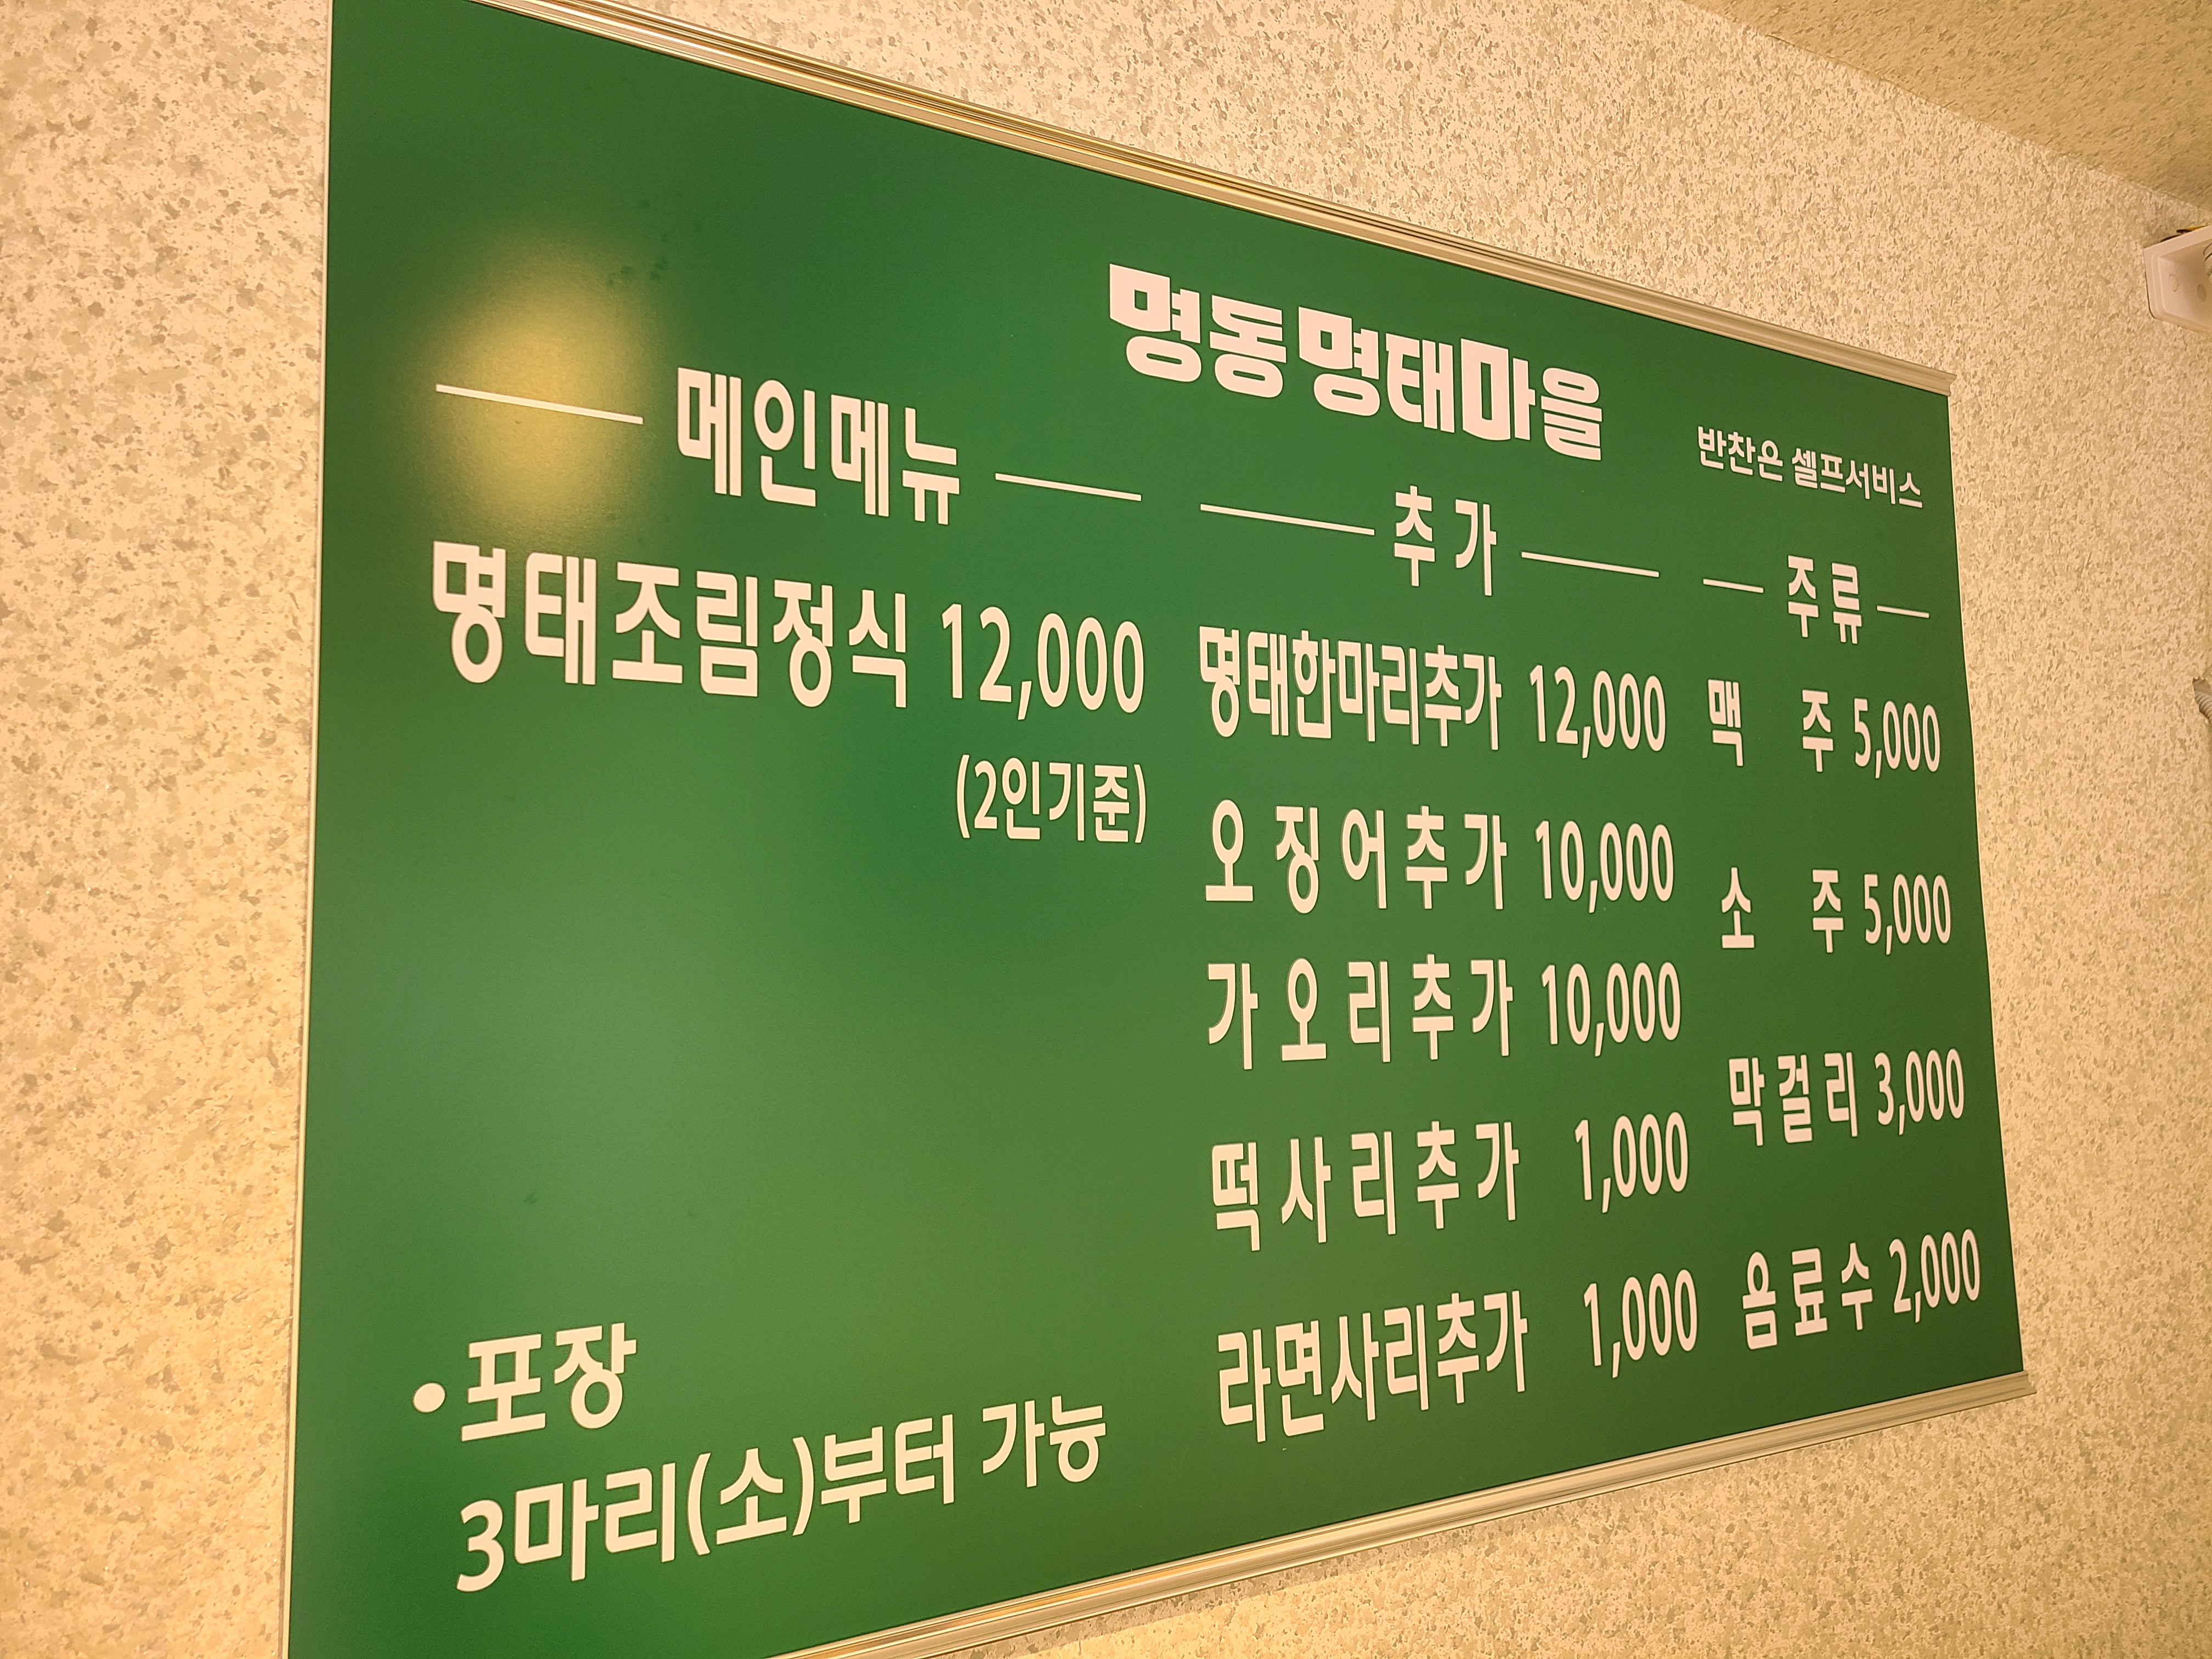 명동명태마을
반찬은 셀프서비스
메인메뉴
명태조림정식 12,000
(2인기준)
•포장
3마리(소)부터 가능
추가
명태한마리추가 12,000
오징어추가 10,000
가오리추가 10,000
떡사리추가 1,000
라면사리추가 1,000
주류
맥주 5,000
소주 5,000
막걸리 3,000
음료수 2,000